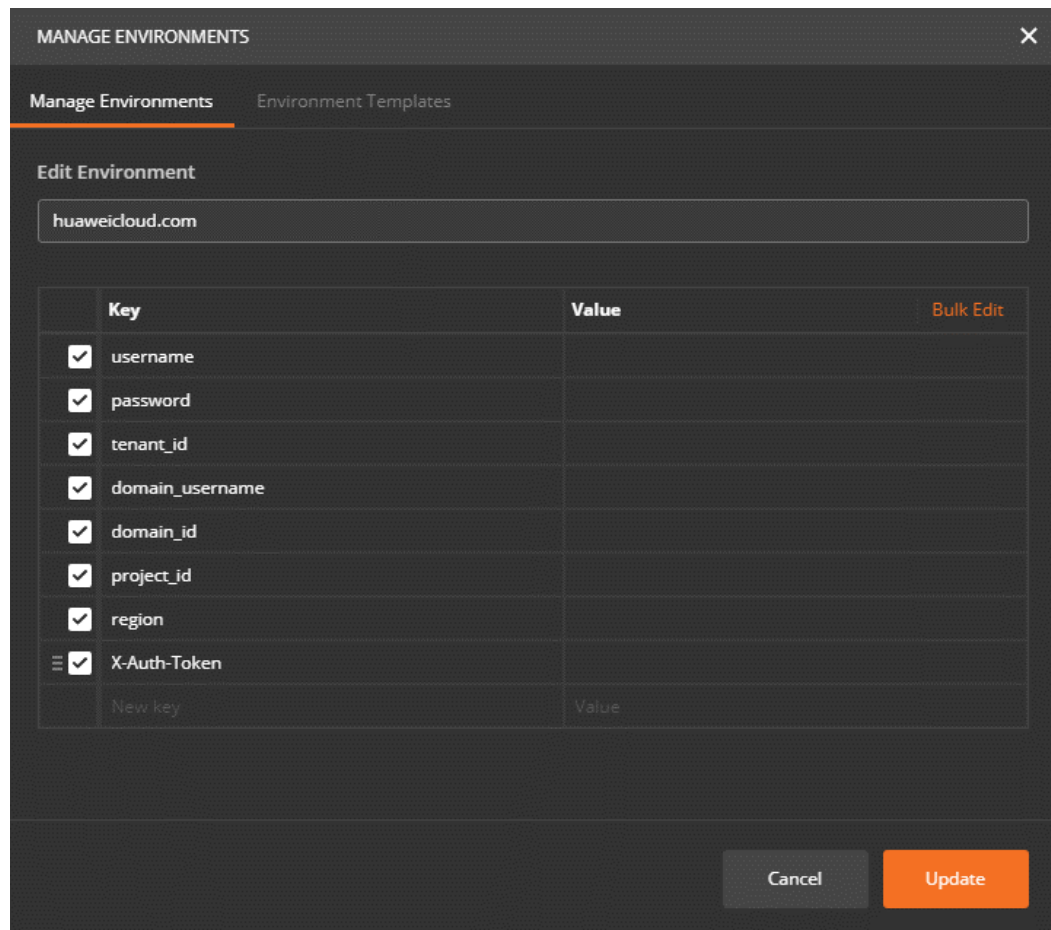 MANAGE ENVIRONMENTS
Manage Environments Environment Templates
Edit Environment
huaweicloud.com
Key Value Bulk Edit
username
password
tenant_id
domain_username
domain_id
project_id
region
X-Auth-Token
New key Value
Cancel Update